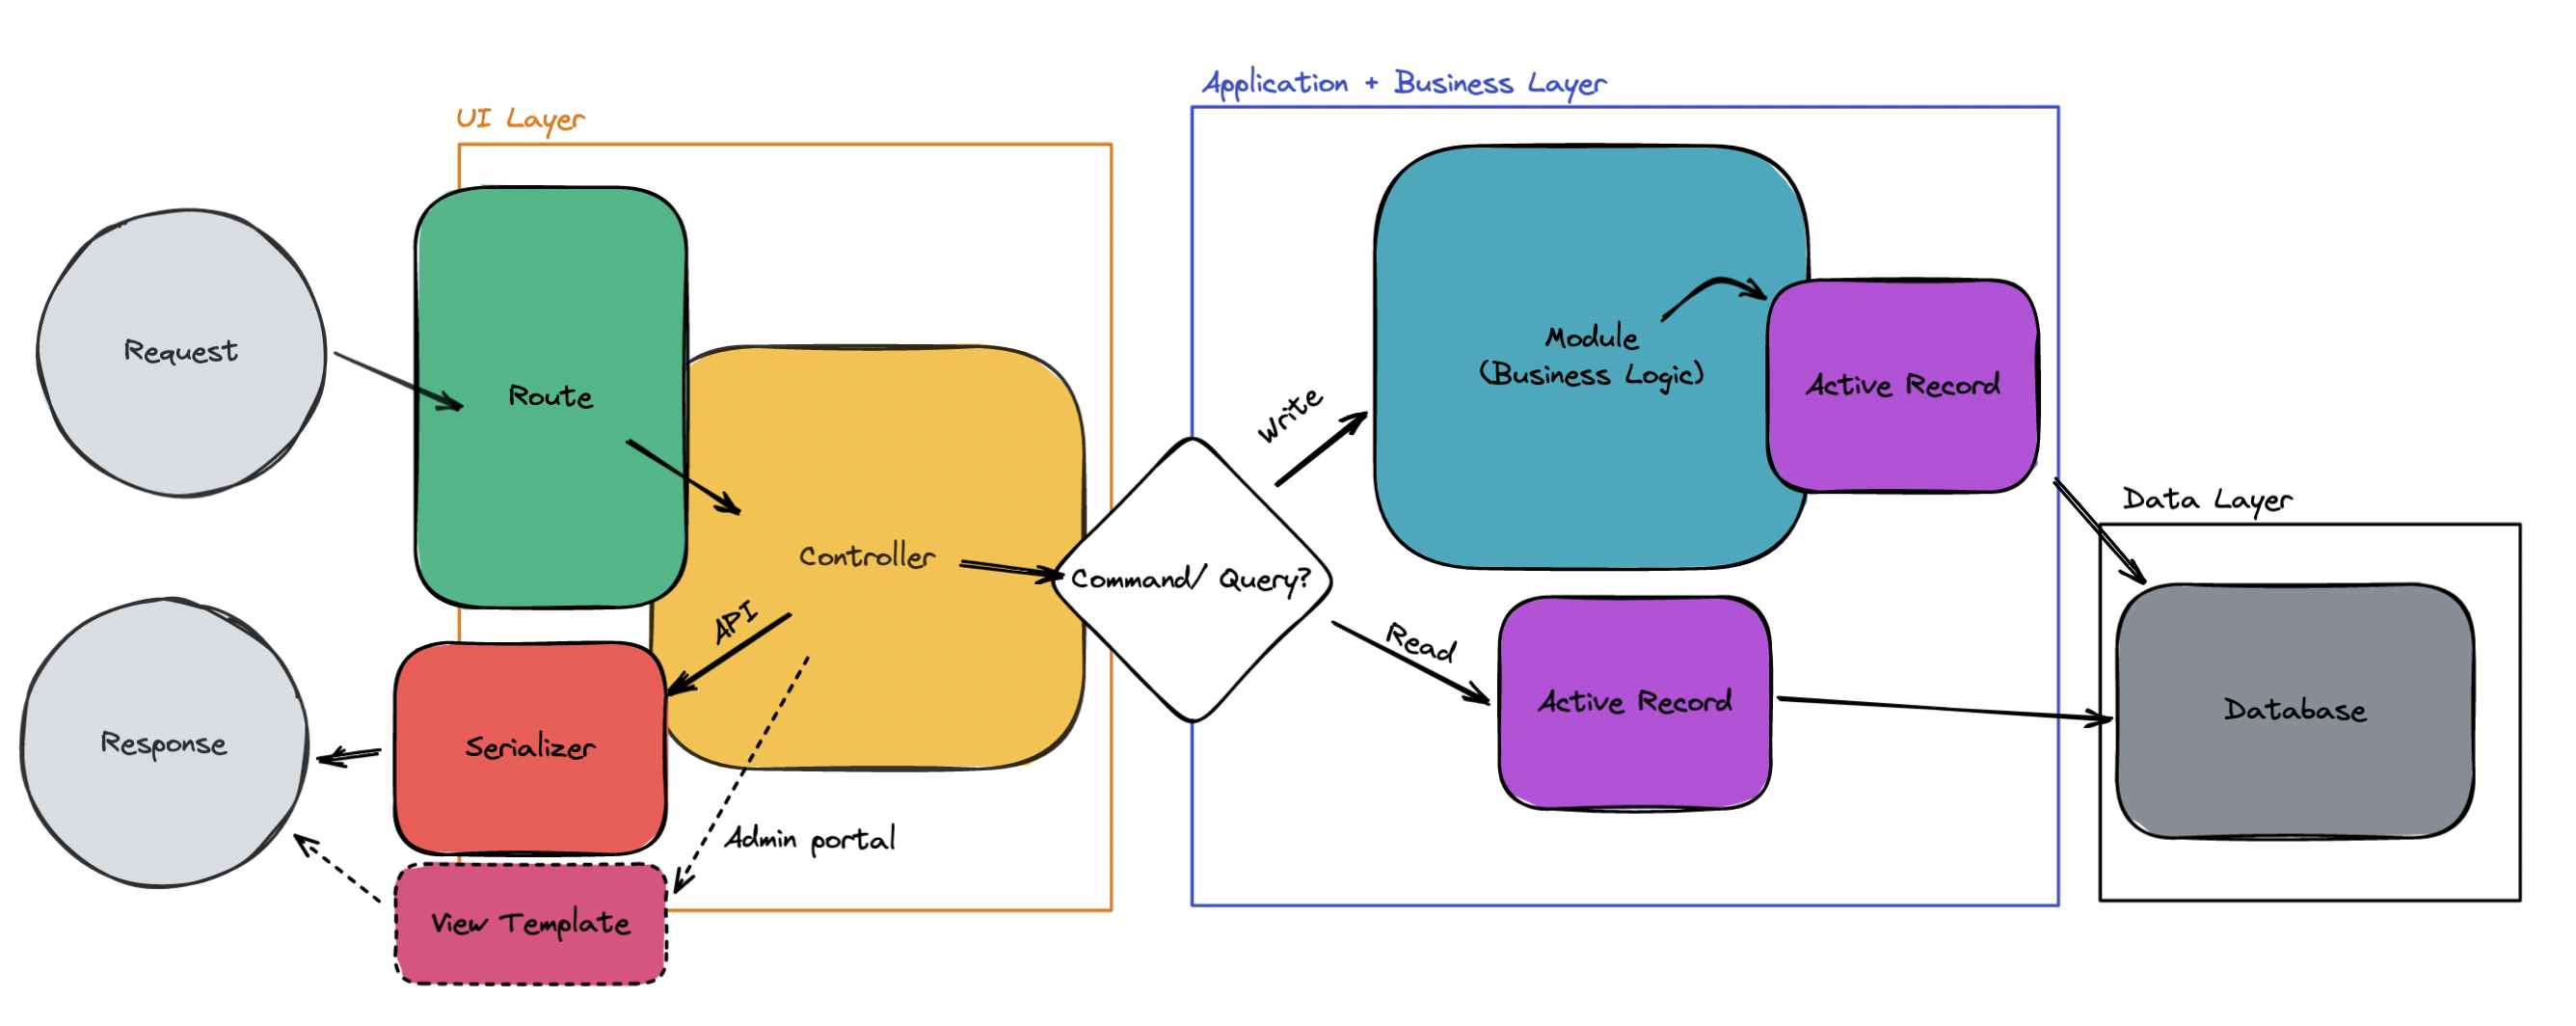 Application + Business Layer
UI Layer
Request
Route
Controller
Command/ Query?
Write
Read
Module
(Business Logic)
Active Record
Active Record
Data Layer
Database
API
Admin portal
Serializer
View Template
Response